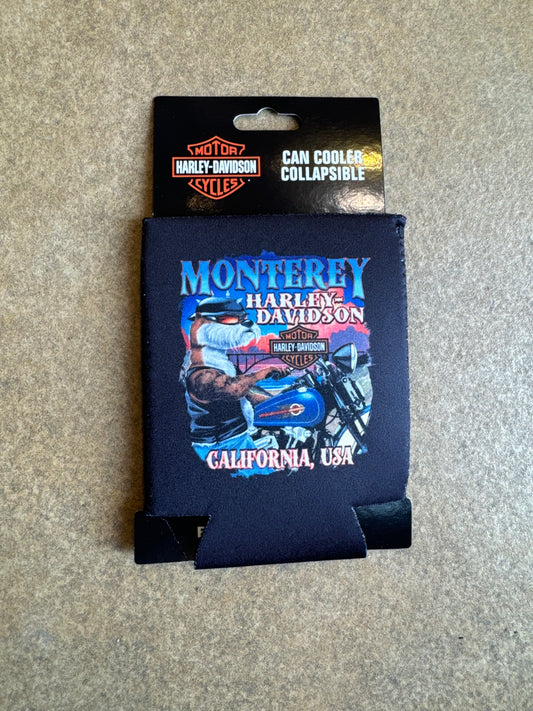 MOTOR
HARLEY-DAVIDSON
CYCLES
CAN COOLER
COLLAPSIBLE
MONTEREY
HARLEY-
DAVIDSON
MOTOR
HARLEY-DAVIDSON
CYCLES
CALIFORNIA, USA